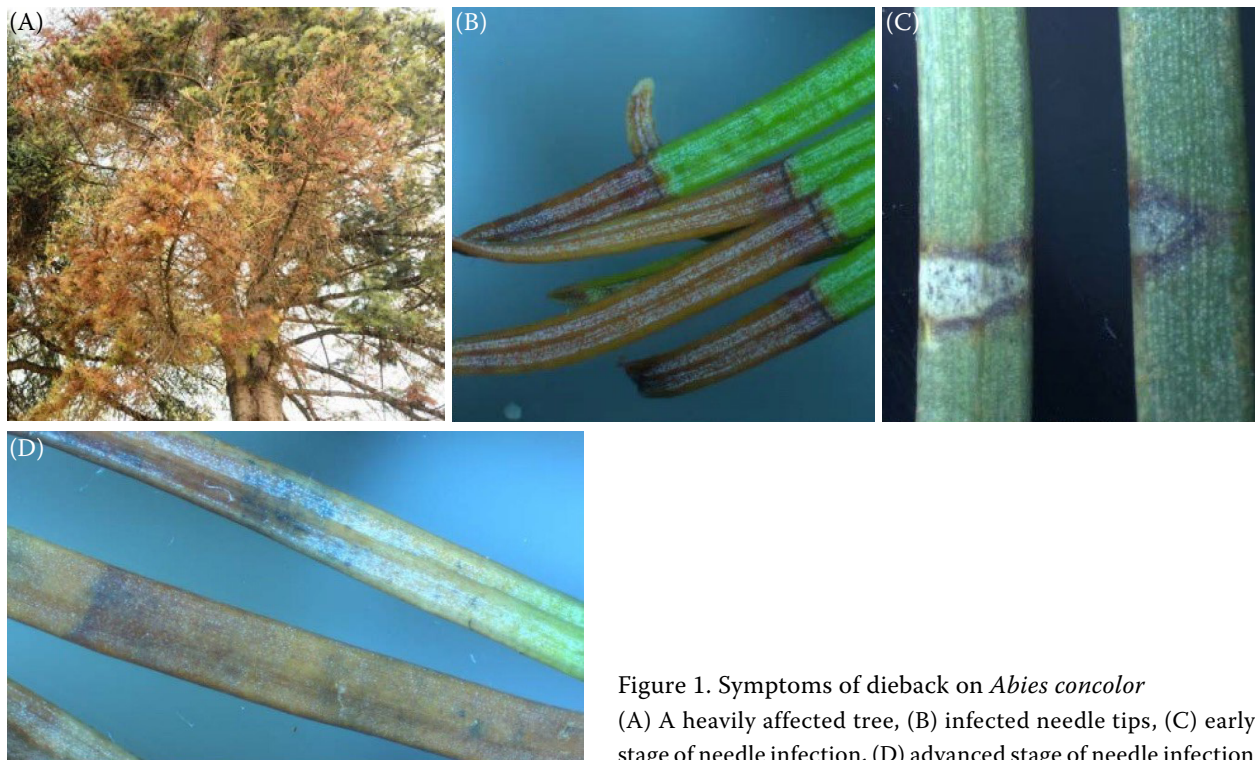 (A)
(B)
(C)
(D)
Figure 1. Symptoms of dieback on Abies concolor
(A) A heavily affected tree, (B) infected needle tips, (C) early
stage of needle infection, (D) advanced stage of needle infection